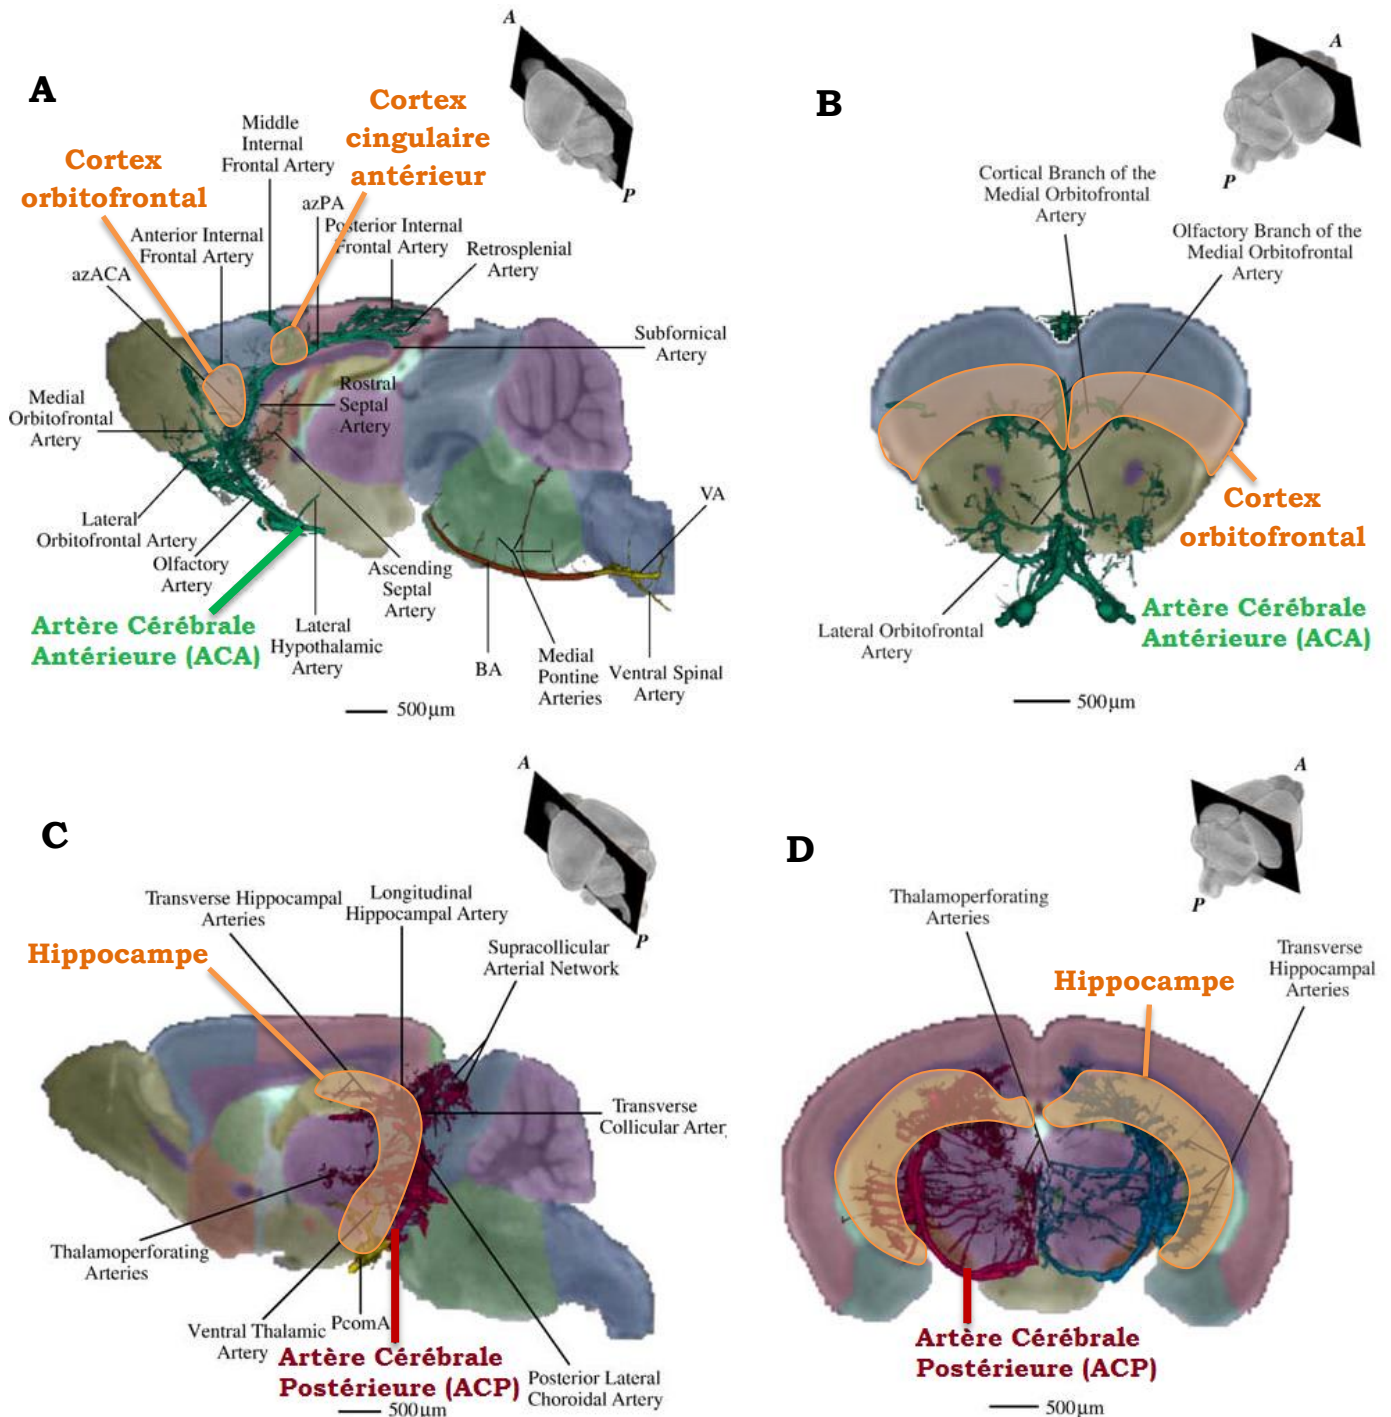 A
A
P
Cortex
cingulaire
antérieur
Middle
Internal
Frontal Artery
Cortex
orbitofrontal
azPA
Anterior Internal
Frontal Artery
Posterior Internal
Frontal Artery
Retrosplenial
Artery
azACA
Subfornical
Artery
Rostral
Septal
Artery
Medial
Orbitofrontal
Artery
VA
Lateral
Orbitofrontal Artery
Olfactory
Artery
Ascending
Septal
Artery
Artère Cérébrale
Antérieure (ACA)
Lateral
Hypothalamic
Artery
BA
Medial
Pontine
Arteries
Ventral Spinal
Artery
500µm
B
A
P
Cortical Branch of the
Medial Orbitofrontal
Artery
Olfactory Branch of the
Medial Orbitofrontal
Artery
Cortex
orbitofrontal
Lateral Orbitofrontal
Artery
Artère Cérébrale
Antérieure (ACA)
500µm
C
A
P
Transverse Hippocampal
Arteries
Longitudinal
Hippocampal Artery
Hippocampe
Supracollicular
Arterial Network
Transverse
Collicular Arter
Thalamoperforating
Arteries
Ventral Thalamic
Artery
PcomA
Artère Cérébrale
Postérieure (ACP)
Posterior Lateral
Choroidal Artery
500µm
D
A
P
Thalamoperforating
Arteries
Transverse
Hippocampal
Arteries
Hippocampe
Artère Cérébrale
Postérieure (ACP)
500µm